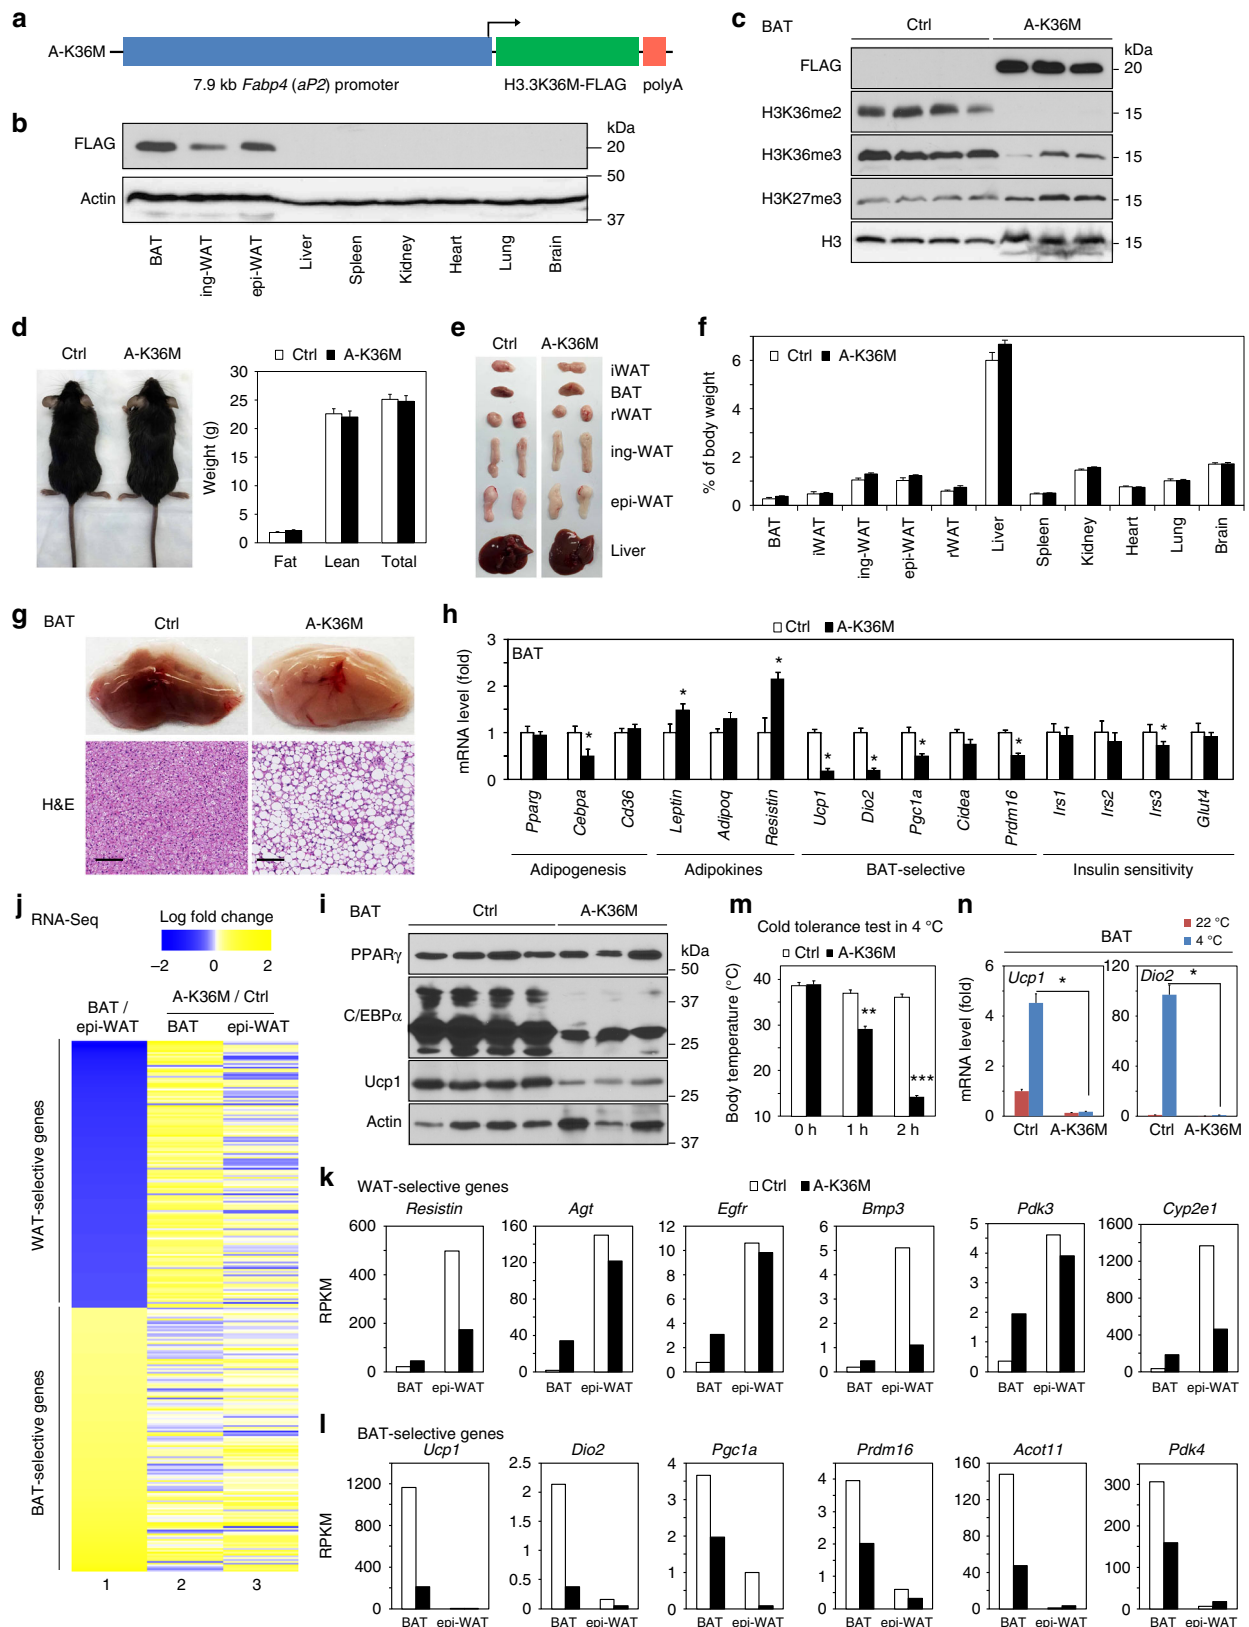 a
A-K36M
7.9 kb Fabp4 (aP2) promoter
H3.3K36M-FLAG
polyA
b
kDa
FLAG
20
50
Actin
37
BAT
ing-WAT
epi-WAT
Liver
Spleen
Kidney
Heart
Lung
Brain
c
BAT
Ctrl
A-K36M
kDa
FLAG
20
H3K36me2
15
H3K36me3
15
H3K27me3
15
H3
15
d
Ctrl
A-K36M
Ctrl A-K36M
Weight (g)
30
25
20
15
10
5
0
Fat
Lean
Total
e
Ctrl
A-K36M
iWAT
BAT
rWAT
ing-WAT
epi-WAT
Liver
f
Ctrl
A-K36M
% of body weight
6
4
2
0
BAT
iWAT
ing-WAT
epi-WAT
rWAT
Liver
Spleen
Kidney
Heart
Lung
Brain
g
BAT
Ctrl
A-K36M
H&E
h
Ctrl A-K36M
BAT
mRNA level (fold)
3
2
1
0
*
*
*
*
*
*
*
*
Pparg
Cebpa
Cd36
Leptin
Adipoq
Resistin
Ucp1
Dio2
Pgc1a
Cidea
Prdm16
Irs1
Irs2
Irs3
Glut4
Adipogenesis
Adipokines
BAT-selective
Insulin sensitivity
j
RNA-Seq
Log fold change
−2
0
2
BAT /
epi-WAT
A-K36M / Ctrl
BAT
epi-WAT
WAT-selective genes
BAT-selective genes
1
2
3
i
BAT
Ctrl
A-K36M
kDa
PPARγ
50
C/EBPα
37
25
Ucp1
25
Actin
37
m
Cold tolerance test in 4 °C
Ctrl A-K36M
Body temperature (°C)
40
30
20
10
**
***
0 h
1 h
2 h
n
22 °C
4 °C
BAT
mRNA level (fold)
Ucp1
*
6
4
2
0
Ctrl
A-K36M
Dio2
*
120
80
40
0
Ctrl
A-K36M
k
WAT-selective genes
Ctrl A-K36M
RPKM
Resistin
600
400
200
0
BAT
epi-WAT
Agt
160
120
80
40
0
BAT
epi-WAT
Egfr
12
10
8
6
4
2
0
BAT
epi-WAT
Bmp3
6
5
4
3
2
1
0
BAT
epi-WAT
Pdk3
5
4
3
2
1
0
BAT
epi-WAT
Cyp2e1
1600
1200
800
400
0
BAT
epi-WAT
l
BAT-selective genes
RPKM
Ucp1
1200
800
400
0
BAT
epi-WAT
Dio2
2.5
2
1.5
1
0.5
0
BAT
epi-WAT
Pgc1a
4
3
2
1
0
BAT
epi-WAT
Prdm16
4
3
2
1
0
BAT
epi-WAT
Acot11
160
120
80
40
0
BAT
epi-WAT
Pdk4
300
200
100
0
BAT
epi-WAT